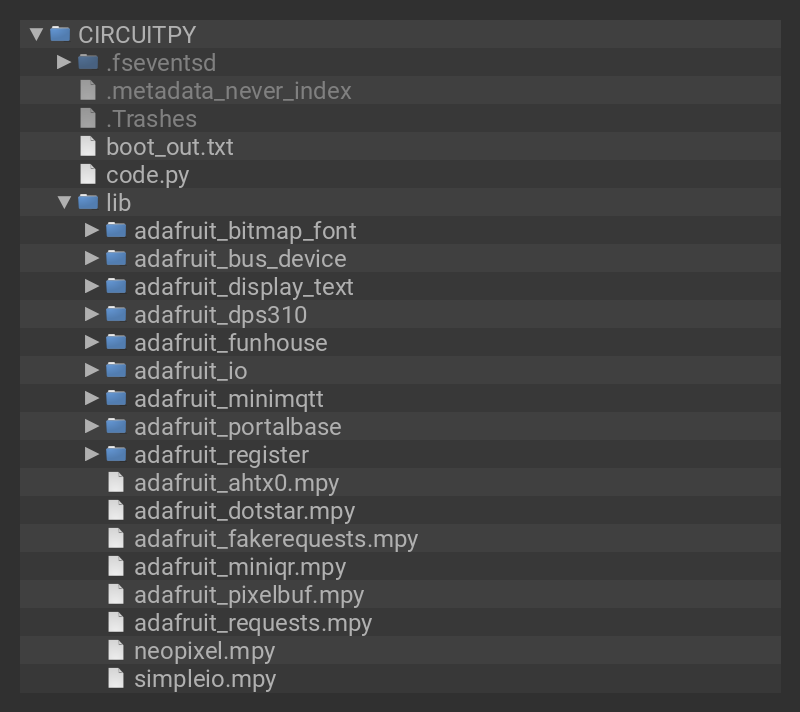 CIRCUITPY
.fseventsd
.metadata_never_index
.Trashes
boot_out.txt
code.py
lib
adafruit_bitmap_font
adafruit_bus_device
adafruit_display_text
adafruit_dps310
adafruit_funhouse
adafruit_io
adafruit_minimqtt
adafruit_portalbase
adafruit_register
adafruit_ahtx0.mpy
adafruit_dotstar.mpy
adafruit_fakerequests.mpy
adafruit_miniqr.mpy
adafruit_pixelbuf.mpy
adafruit_requests.mpy
neopixel.mpy
simpleio.mpy